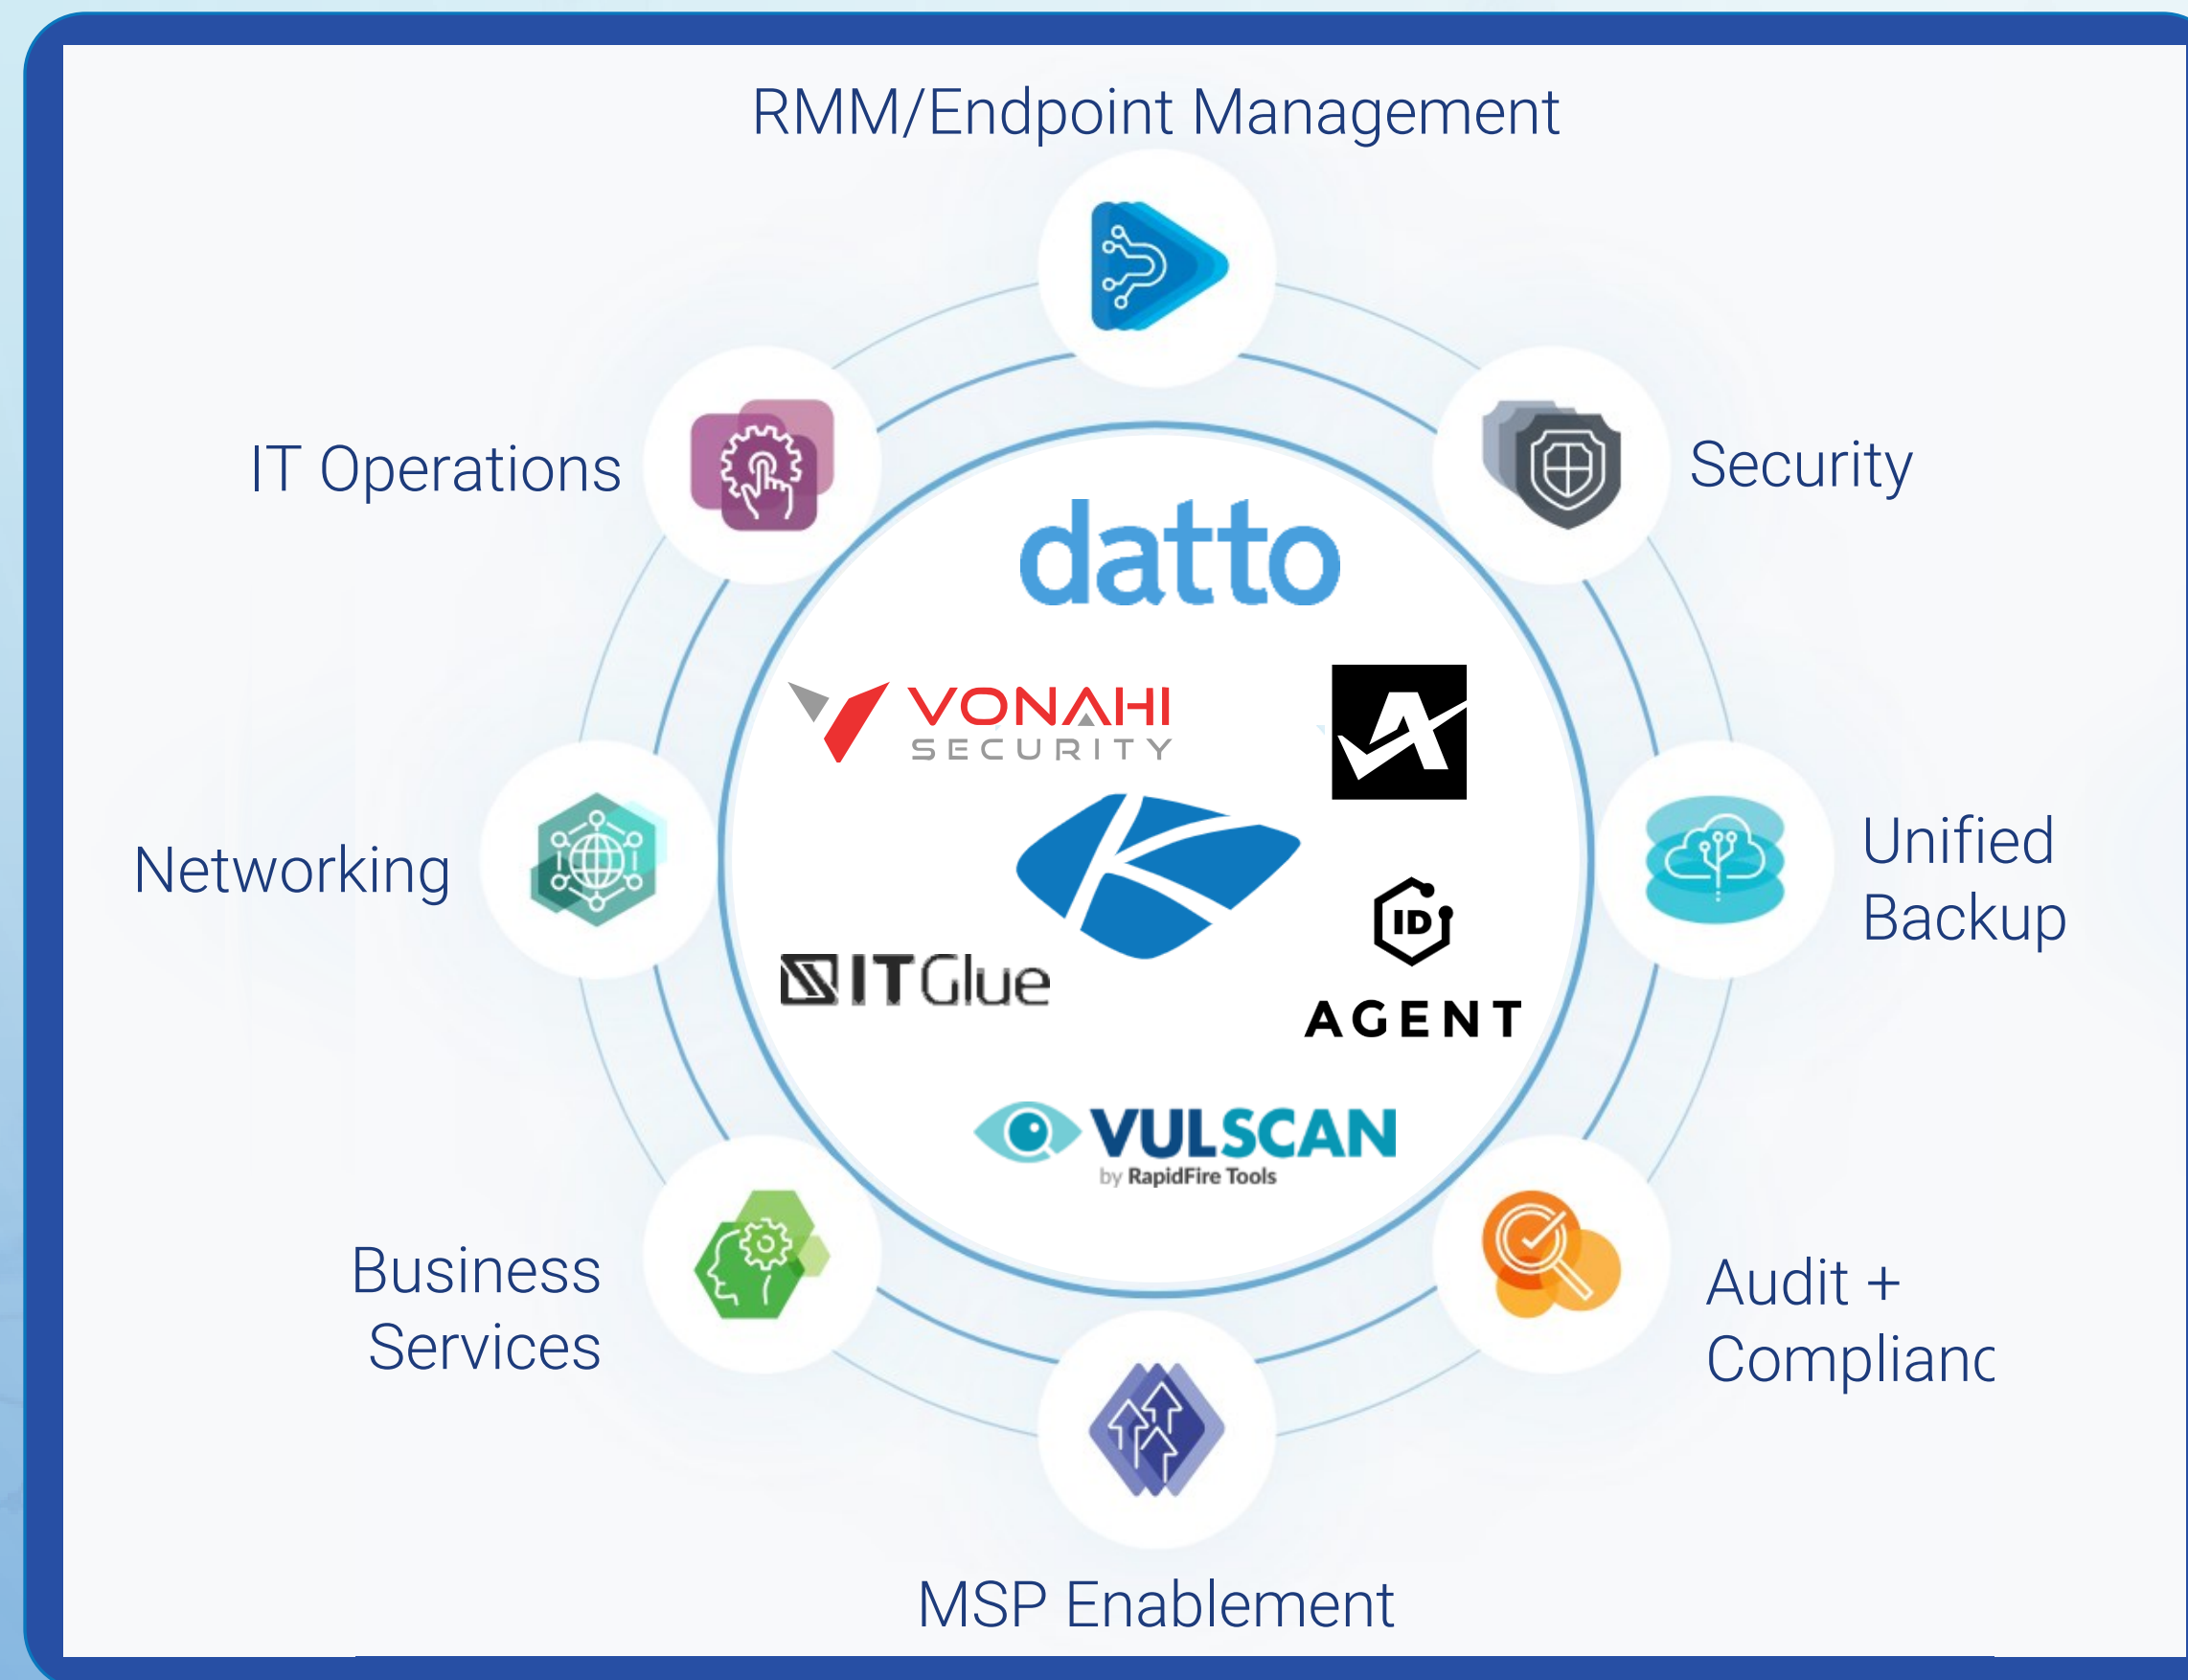 RMM/Endpoint Management
IT Operations
Security
datto
VONAHI
SECURITY
Networking
Unified
Backup
ID
AGENT
ITGlue
VULSCAN
by RapidFire Tools
Business
Services
Audit +
Complianc
MSP Enablement